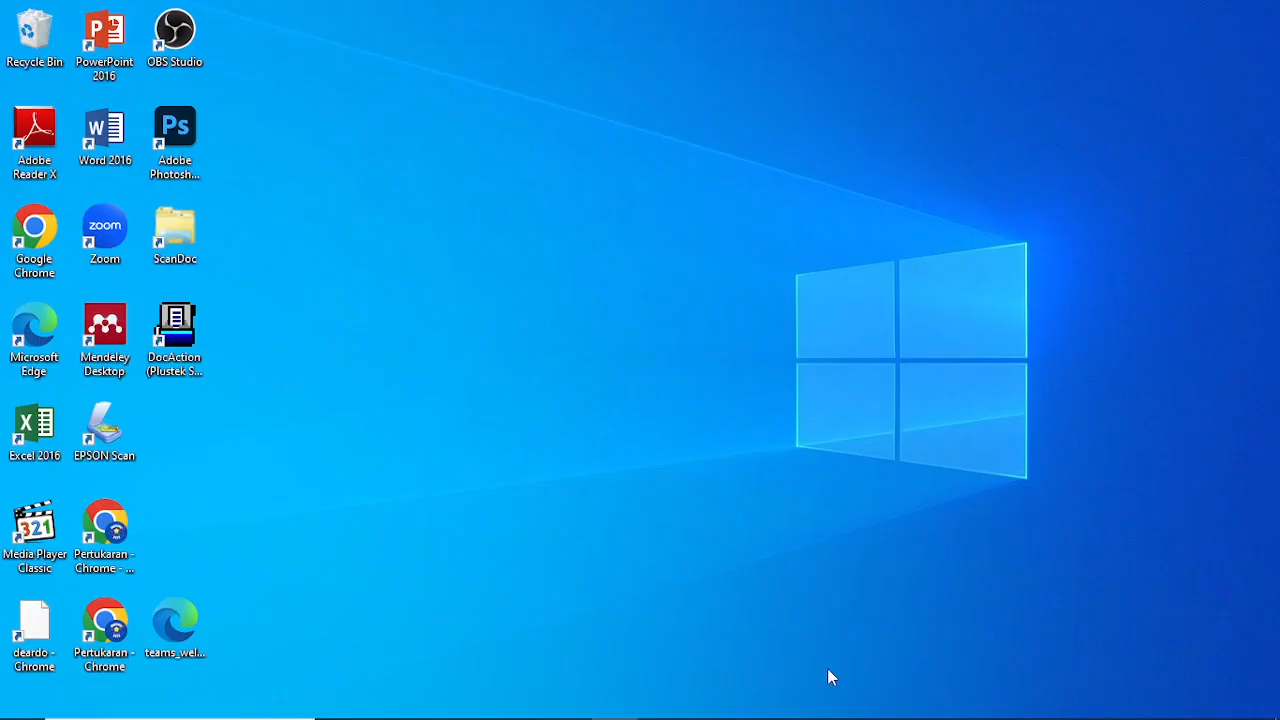 Recycle Bin
PowerPoint
2016
OBS Studio
Adobe
Reader X
Word 2016
Ps
Adobe
Photosh...
Google
Chrome
zoom
Zoom
ScanDoc
Microsoft
Edge
Mendeley
Desktop
DocAction
(Plustek S...
Excel 2016
EPSON Scan
321
Media Player
Classic
Pertukaran -
Chrome - ...
deardo -
Chrome
Pertukaran -
Chrome
teams_wel...